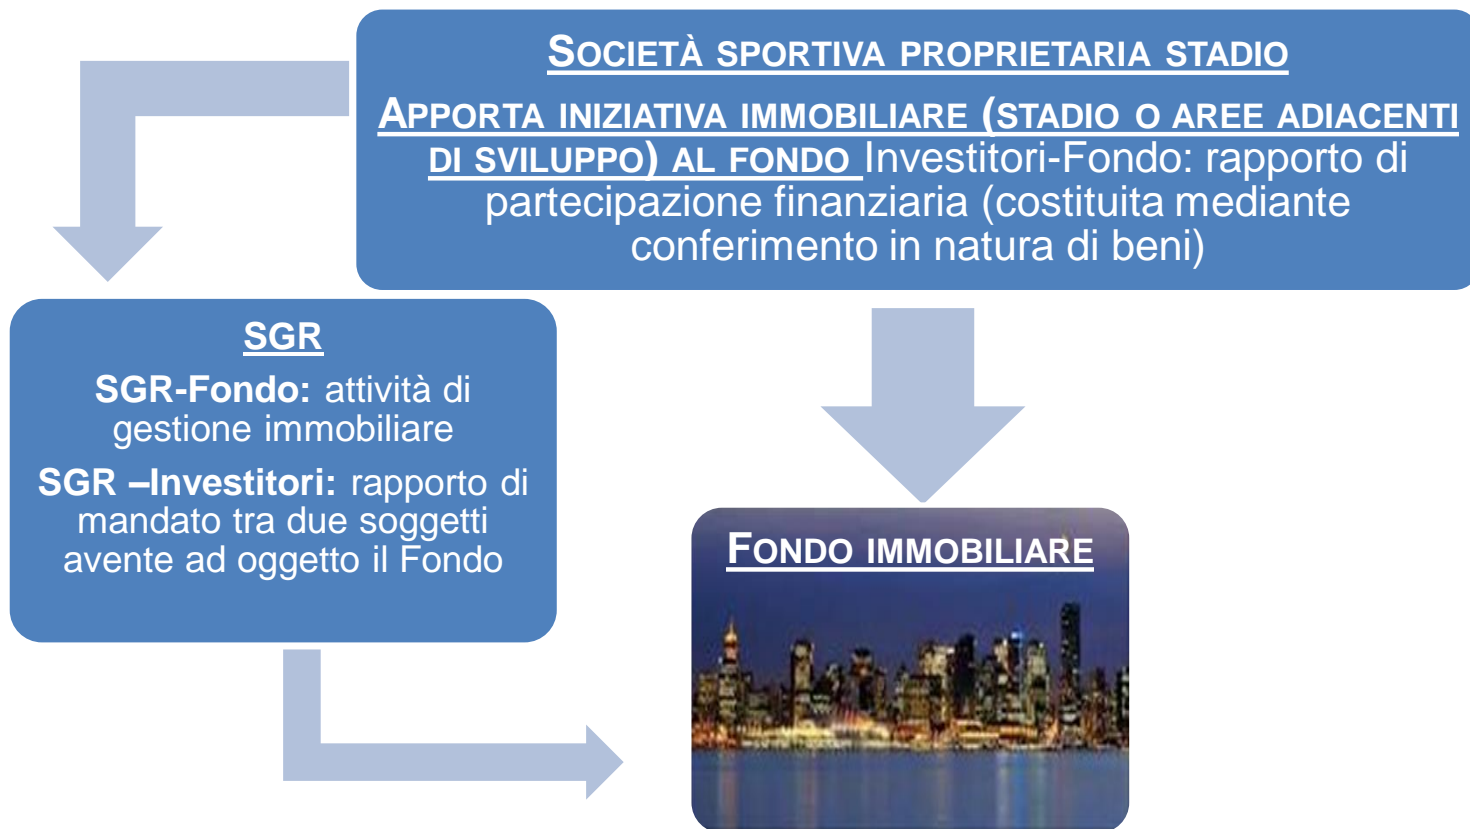 SOCIETÀ SPORTIVA PROPRIETARIA STADIO
APPORTA INIZIATIVA IMMOBILIARE (STADIO O AREE ADIACENTI
DI SVILUPPO) AL FONDO Investitori-Fondo: rapporto di
partecipazione finanziaria (costituita mediante
conferimento in natura di beni)
SGR
SGR-Fondo: attività di
gestione immobiliare
SGR –Investitori: rapporto di
mandato tra due soggetti
avente ad oggetto il Fondo
FONDO IMMOBILIARE